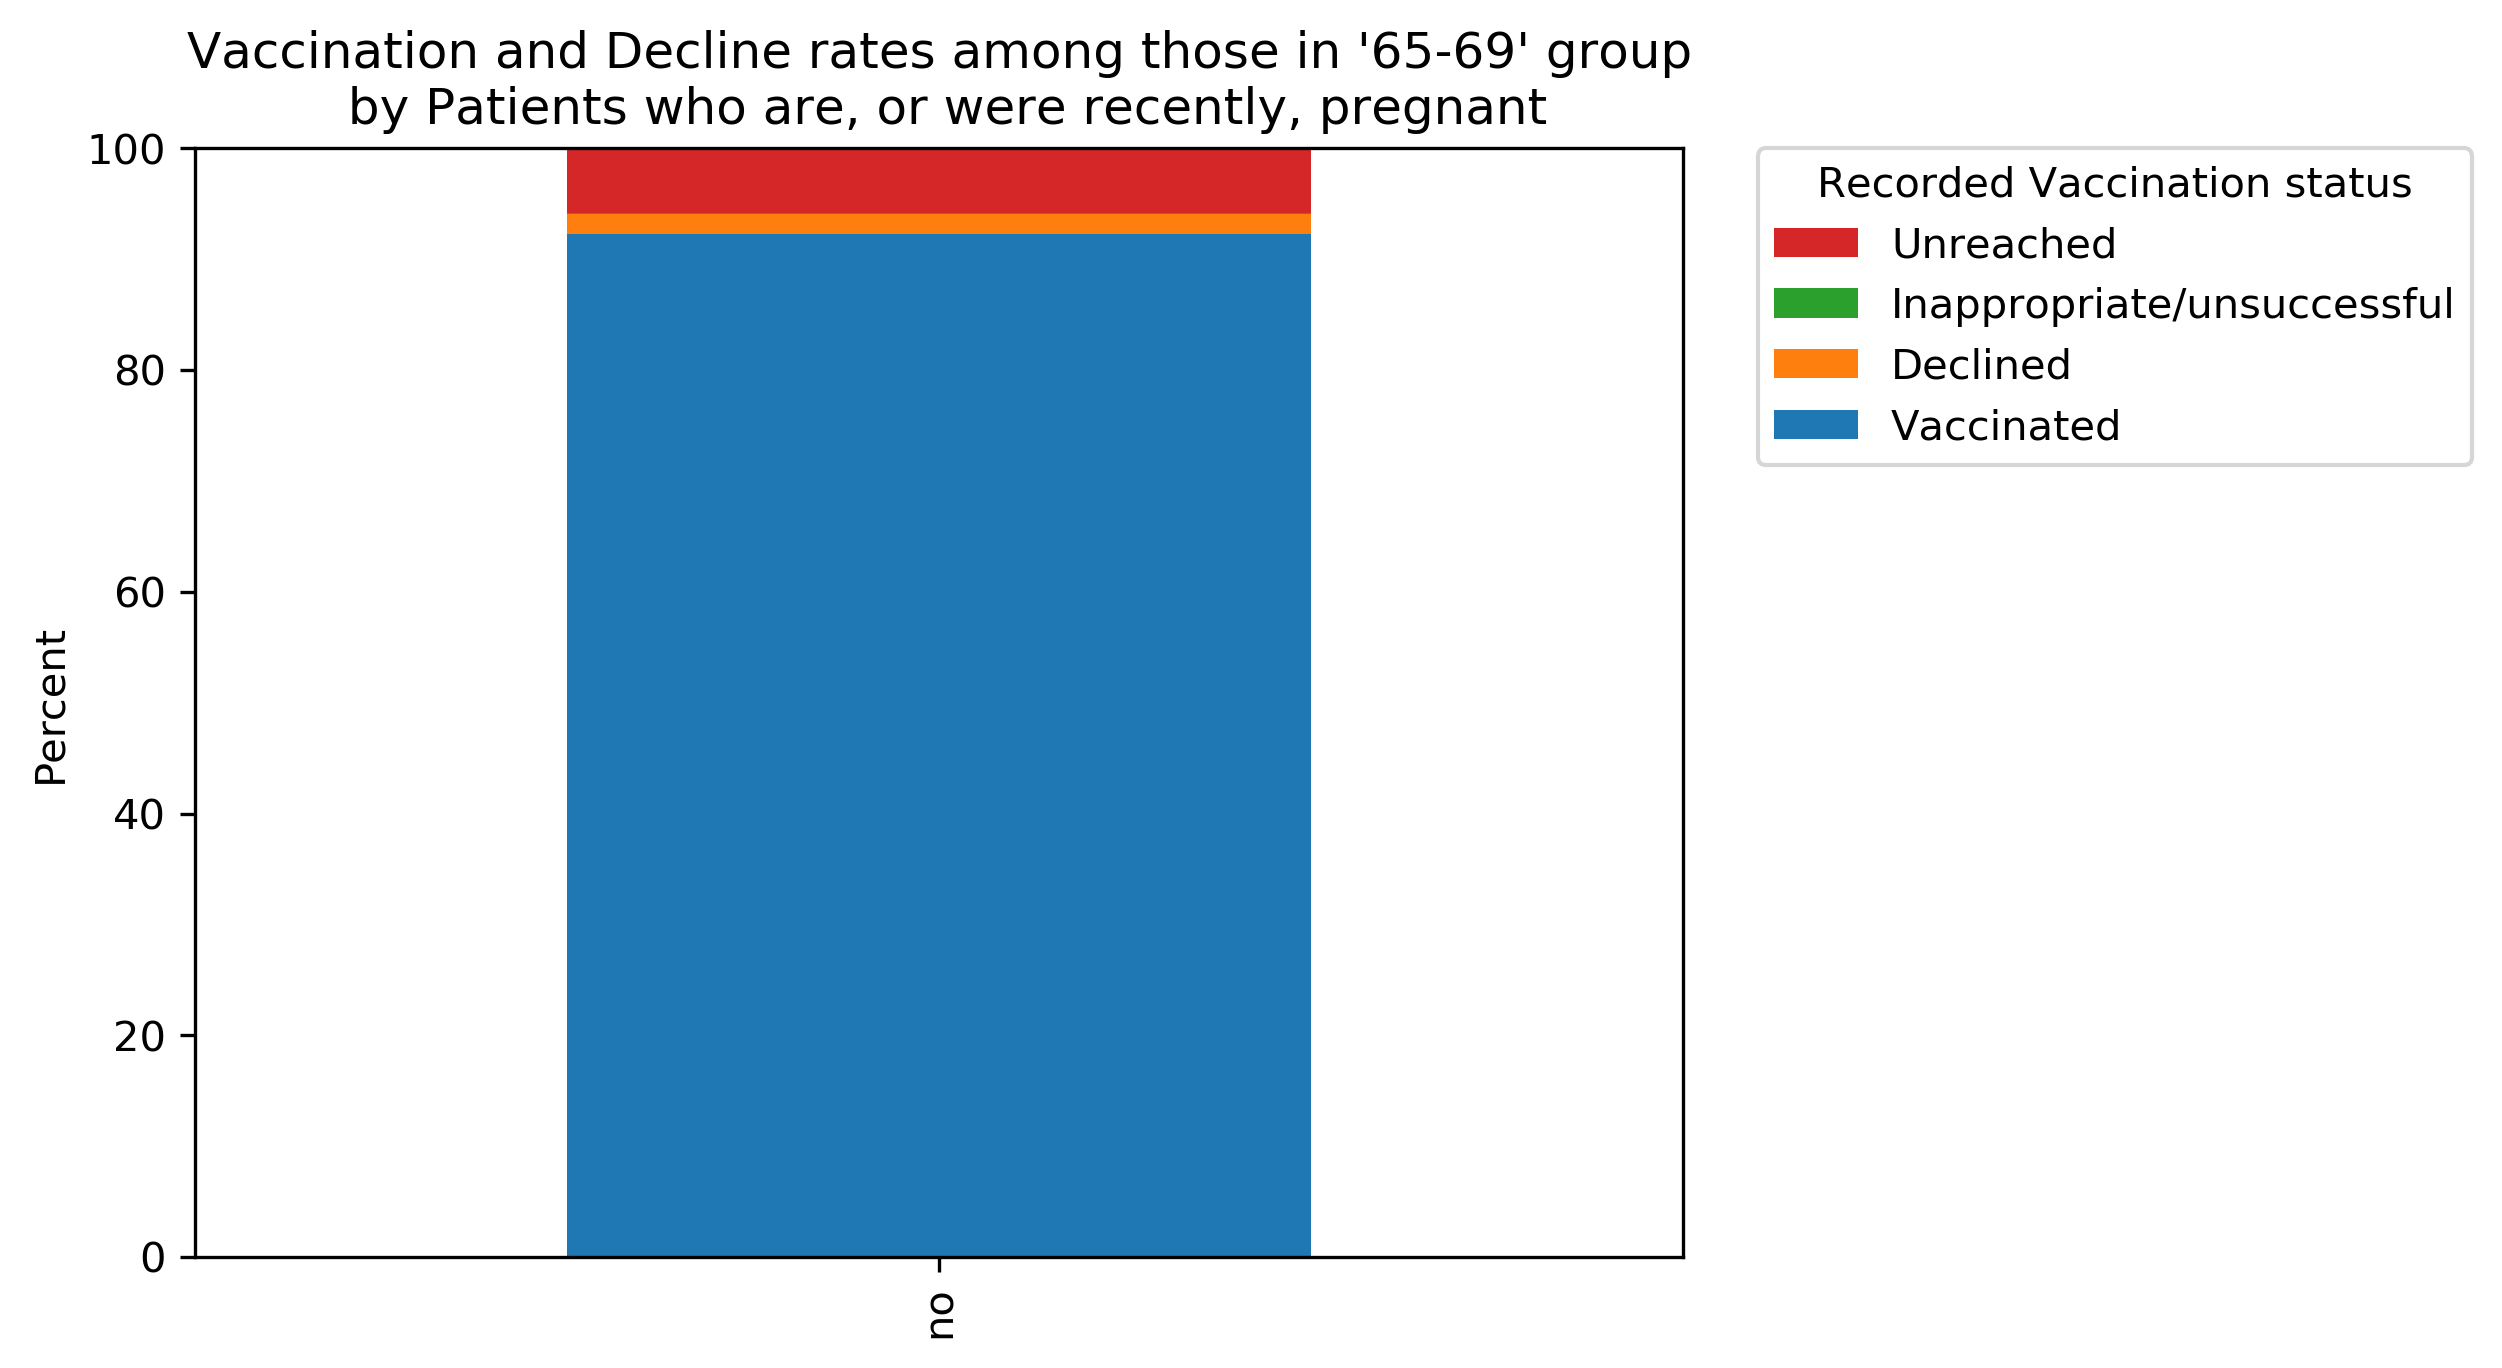 Vaccination and Decline rates among those in '65-69' group
by Patients who are, or were recently, pregnant
100
80
60
40
20
0
Percent
no
Recorded Vaccination status
Unreached
Inappropriate/unsuccessful
Declined
Vaccinated